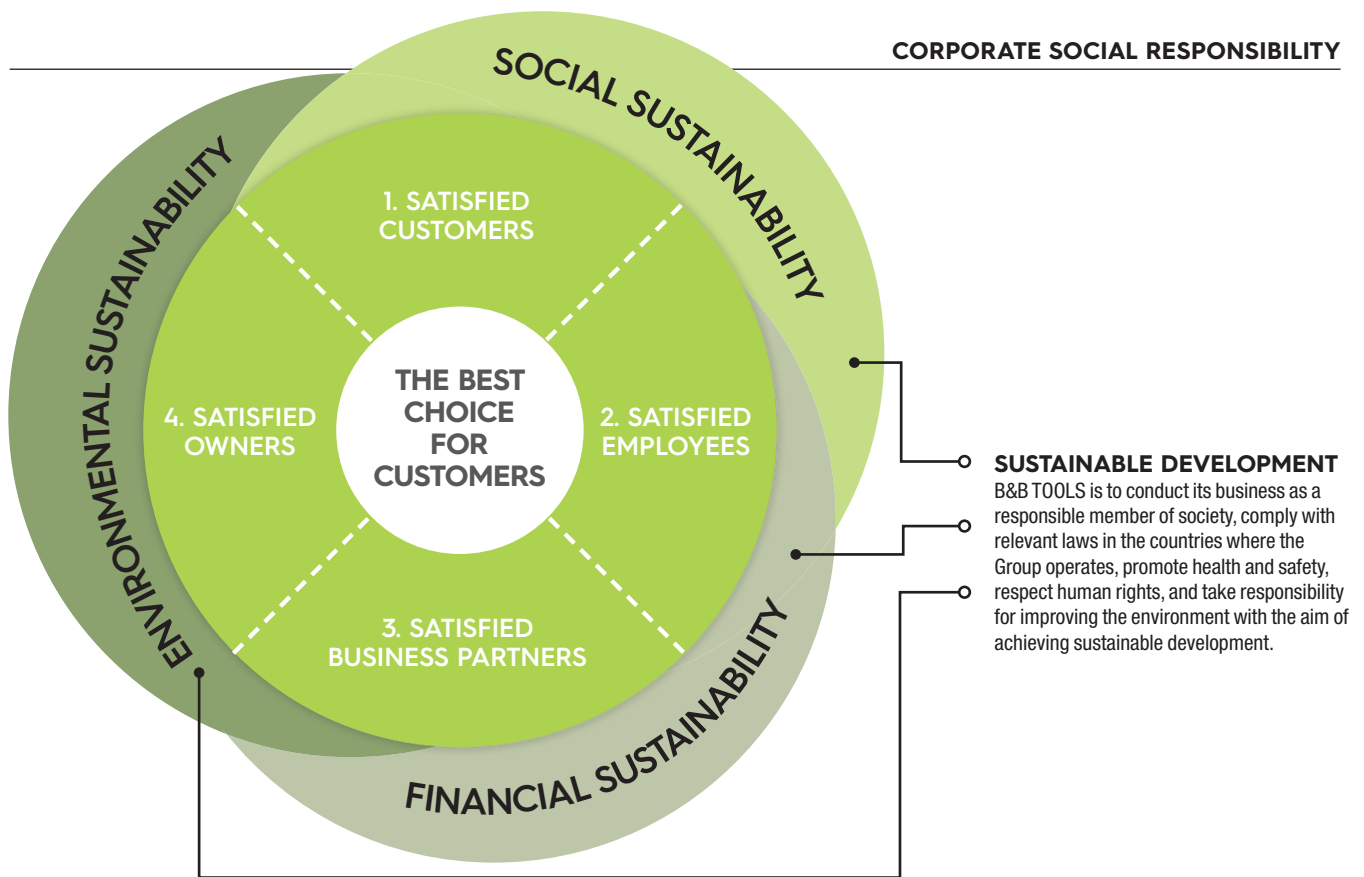 CORPORATE SOCIAL RESPONSIBILITY
SOCIAL SUSTAINABILITY
ENVIRONMENTAL SUSTAINABILITY
1. SATISFIED
CUSTOMERS
THE BEST
CHOICE
FOR
CUSTOMERS
4. SATISFIED
OWNERS
2. SATISFIED
EMPLOYEES
3. SATISFIED
BUSINESS PARTNERS
FINANCIAL SUSTAINABILITY
SUSTAINABLE DEVELOPMENT
B&B TOOLS is to conduct its business as a
responsible member of society, comply with
relevant laws in the countries where the
Group operates, promote health and safety,
respect human rights, and take responsibility
for improving the environment with the aim of
achieving sustainable development.